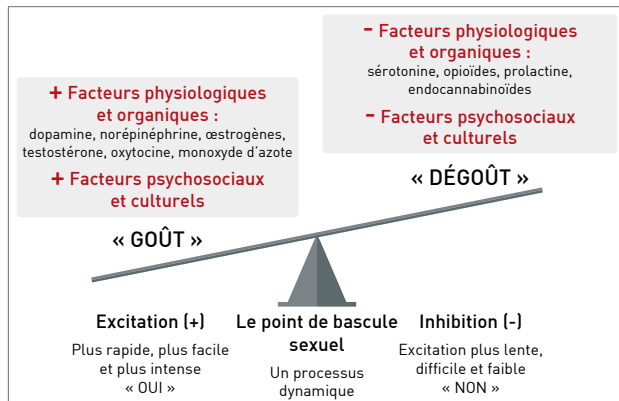 + Facteurs physiologiques
et organiques :
dopamine, norépinéphrine, œstrogènes,
testostérone, oxytocine, monoxyde d'azote
+ Facteurs psychosociaux
et culturels
« GOÛT »
- Facteurs physiologiques
et organiques :
sérotonine, opioïdes, prolactine,
endocannabinoïdes
- Facteurs psychosociaux
et culturels
« DÉGOÛT »
Excitation (+)
Plus rapide, plus facile
et plus intense
« OUI »
Le point de bascule
sexuel
Un processus
dynamique
Inhibition (-)
Excitation plus lente,
difficile et faible
« NON »